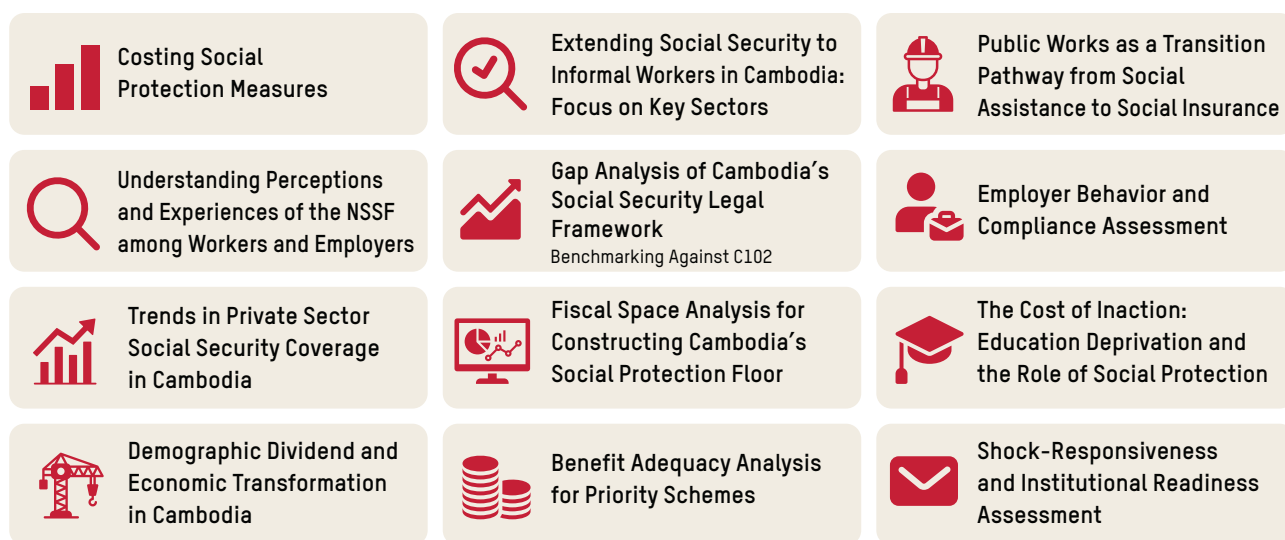 Costing Social
Protection Measures
Extending Social Security to
Informal Workers in Cambodia:
Focus on Key Sectors
Public Works as a Transition
Pathway from Social
Assistance to Social Insurance
Understanding Perceptions
and Experiences of the NSSF
among Workers and Employers
Gap Analysis of Cambodia’s
Social Security Legal
Framework
Benchmarking Against C102
Employer Behavior and
Compliance Assessment
Trends in Private Sector
Social Security Coverage
in Cambodia
Fiscal Space Analysis for
Constructing Cambodia’s
Social Protection Floor
The Cost of Inaction:
Education Deprivation and
the Role of Social Protection
Demographic Dividend and
Economic Transformation
in Cambodia
Benefit Adequacy Analysis
for Priority Schemes
Shock-Responsiveness
and Institutional Readiness
Assessment